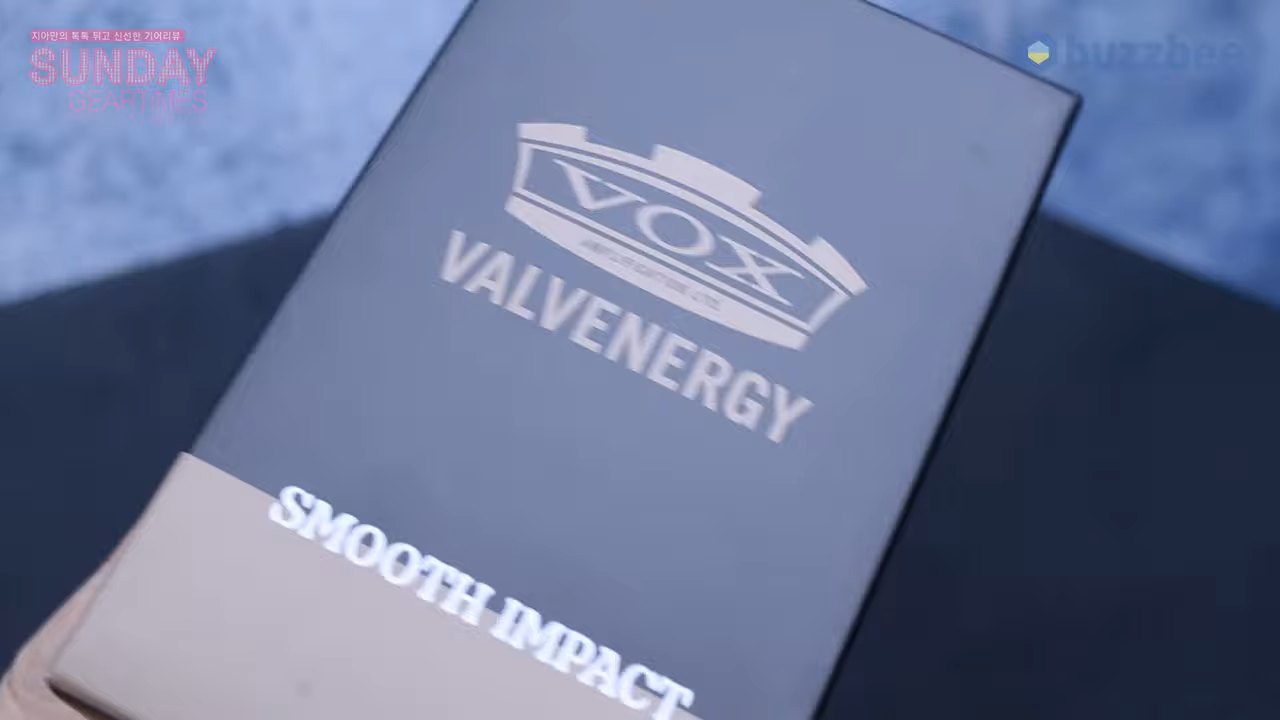 지아만의 톡톡 튀고 신선한 기어리뷰
SUNDAY
GEARTIMES
buzzbee
VOX
VALVENERGY
SMOOTH IMPACT